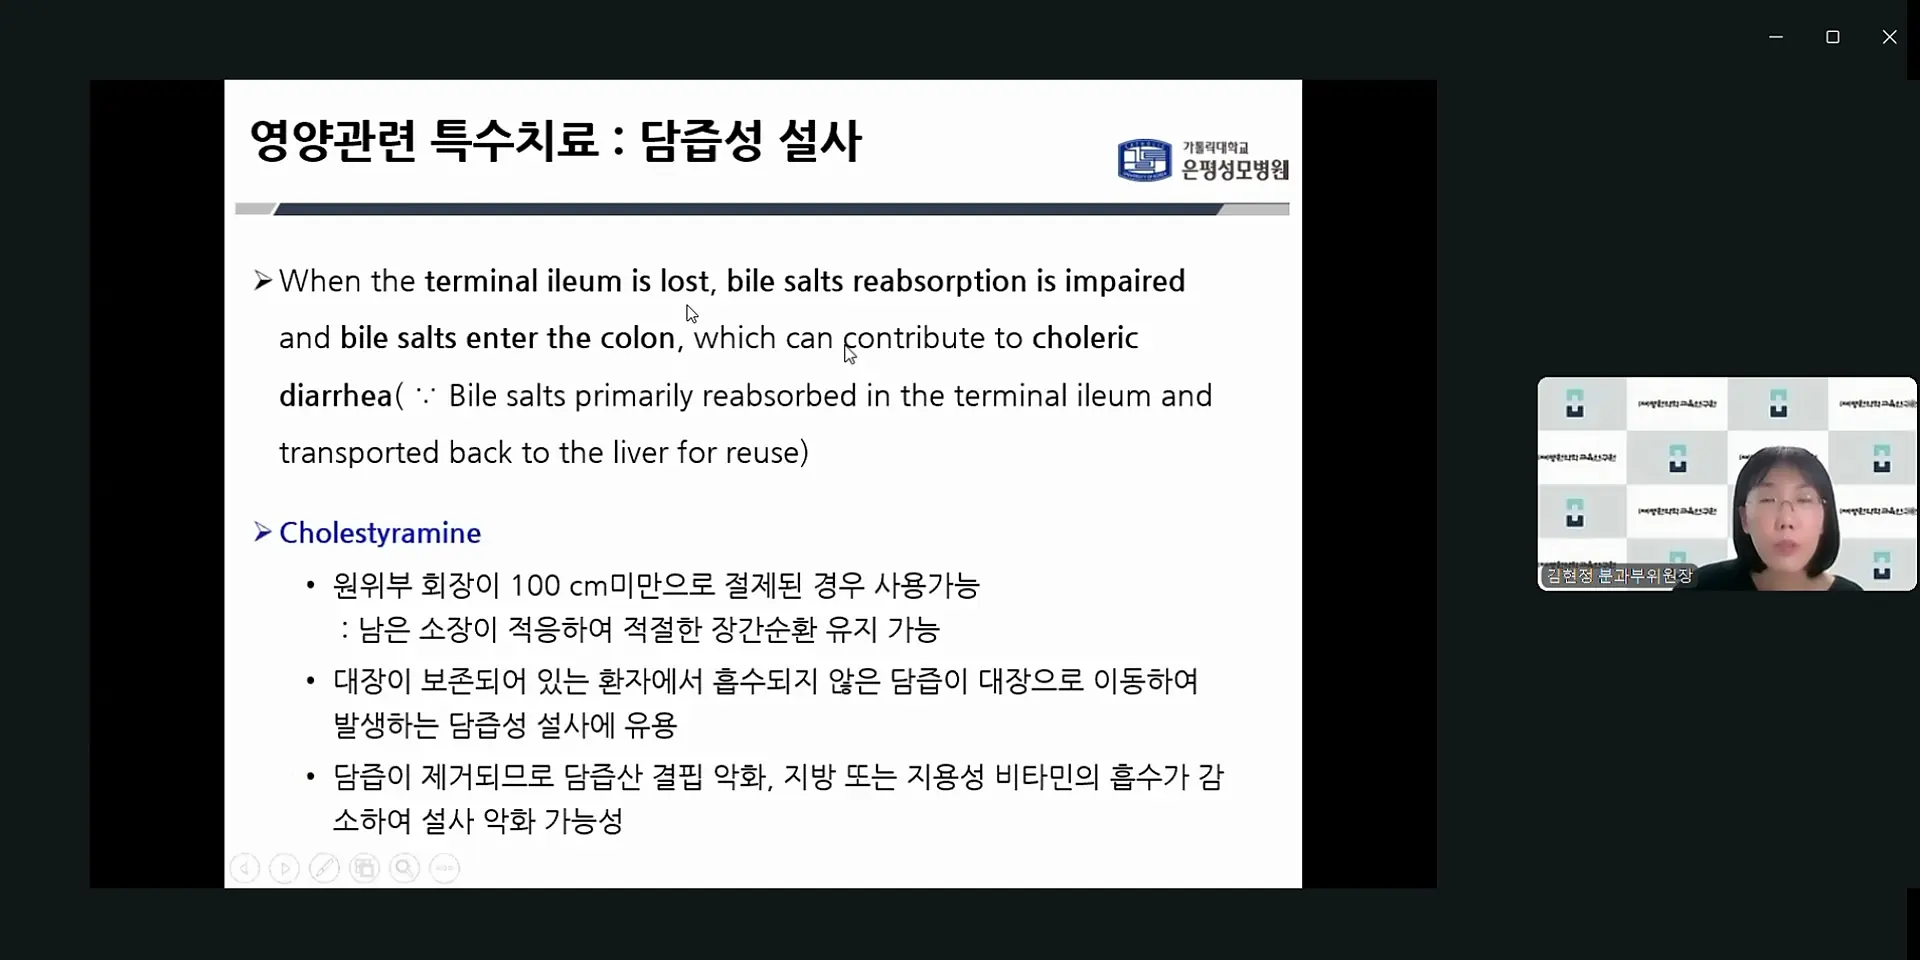 영양관련 특수치료 : 담즙성 설사
가톨릭대학교
은평성모병원
➢ When the terminal ileum is lost, bile salts reabsorption is impaired
and bile salts enter the colon, which can contribute to choleric
diarrhea( ∵ Bile salts primarily reabsorbed in the terminal ileum and
transported back to the liver for reuse)
➢ Cholestyramine
• 원위부 회장이 100 cm미만으로 절제된 경우 사용가능
: 남은 소장이 적응하여 적절한 장간순환 유지 가능
• 대장이 보존되어 있는 환자에서 흡수되지 않은 담즙이 대장으로 이동하여
발생하는 담즙성 설사에 유용
• 담즙이 제거되므로 담즙산 결핍 악화, 지방 또는 지용성 비타민의 흡수가 감
소하여 설사 악화 가능성
김현정 분과부위원장